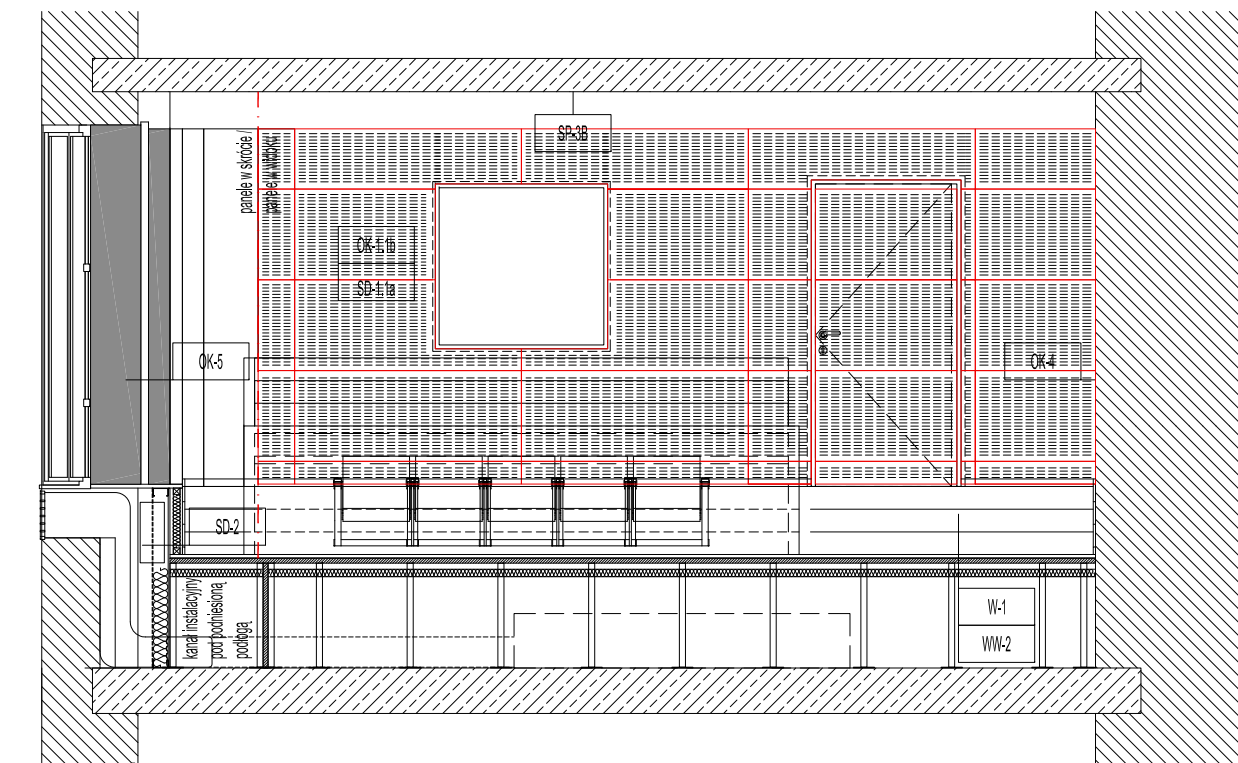 SP-3B
panele w skrócie /
panele w widoku
OK-1.1b
SD-1.1a
OK-5
OK-4
SD-2
kanał instalacyjny
pod podniesioną
podłogą
W-1
WW-2